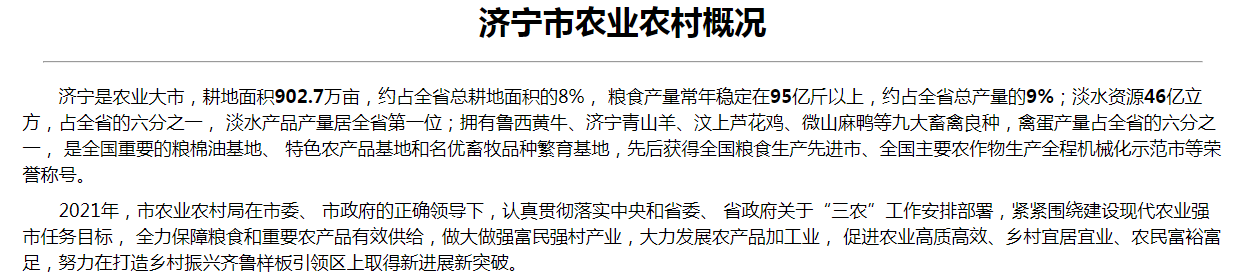 济宁市农业农村概况
济宁是农业大市，耕地面积902.7万亩，约占全省总耕地面积的8%， 粮食产量常年稳定在95亿斤以上，约占全省总产量的9%；淡水资源46亿立
方，占全省的六分之一， 淡水产品产量居全省第一位；拥有鲁西黄牛、济宁青山羊、汶上芦花鸡、微山麻鸭等九大畜禽良种，禽蛋产量占全省的六分之
一， 是全国重要的粮棉油基地、 特色农产品基地和名优畜牧品种繁育基地，先后获得全国粮食生产先进市、全国主要农作物生产全程机械化示范市等荣
誉称号。
2021年，市农业农村局在市委、 市政府的正确领导下，认真贯彻落实中央和省委、 省政府关于“三农”工作安排部署，紧紧围绕建设现代农业强
市任务目标， 全力保障粮食和重要农产品有效供给，做大做强富民强村产业，大力发展农产品加工业， 促进农业高质高效、乡村宜居宜业、农民富裕富
足，努力在打造乡村振兴齐鲁样板引领区上取得新进展新突破。